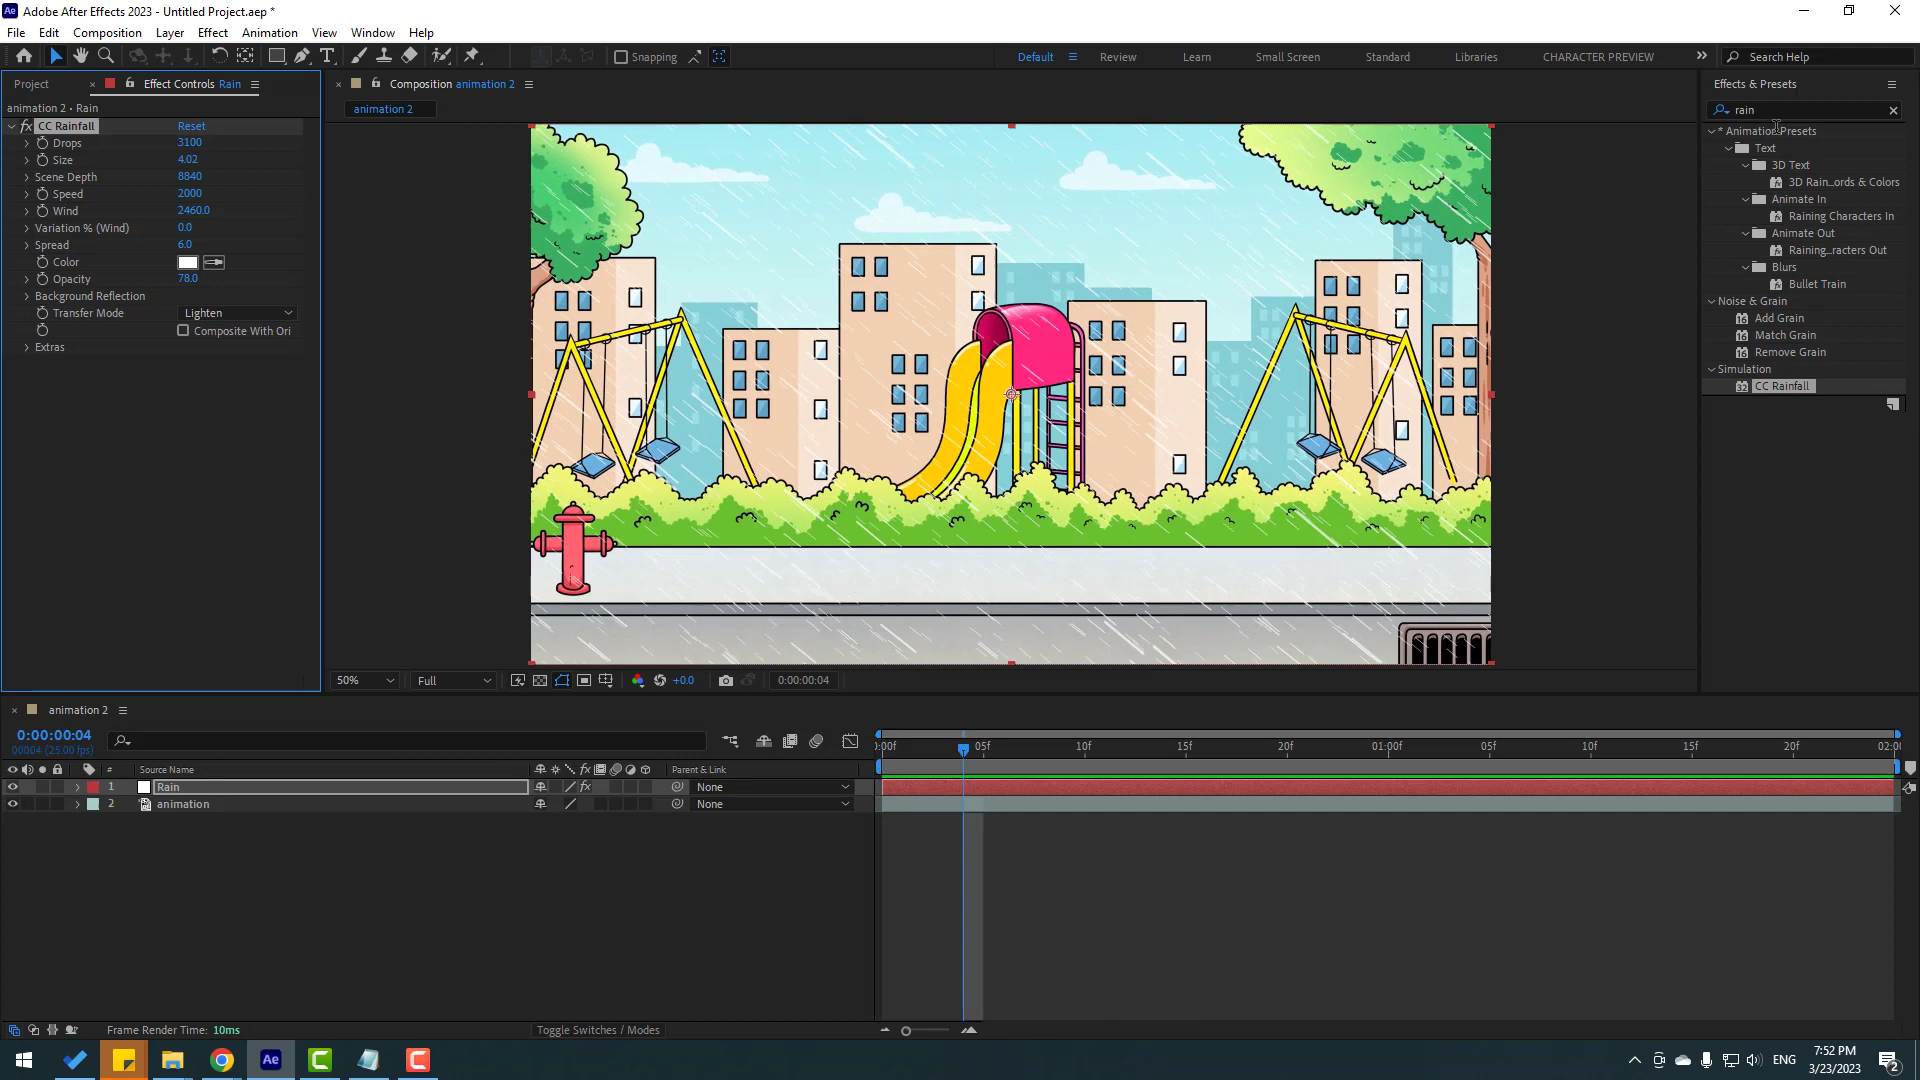 Adobe After Effects 2023 - Untitled Project.aep *
File Edit Composition Layer Effect Animation View Window Help
Snapping
Default Review Learn Small Screen Standard Libraries CHARACTER PREVIEW
Search Help
Project
Effect Controls Rain
animation 2 • Rain
CC Rainfall Reset
Drops 3100
Size 4.02
Scene Depth 8840
Speed 2000
Wind 2460.0
Variation % (Wind) 0.0
Spread 6.0
Color
Opacity 78.0
Background Reflection
Transfer Mode Lighten
Composite With Ori
Extras
Composition animation 2
animation 2
50% Full +0.0 0:00:00:04
Effects & Presets
rain
* Animation Presets
Text
3D Text
3D Rain...ords & Colors
Animate In
Raining Characters In
Animate Out
Raining...racters Out
Blurs
Bullet Train
Noise & Grain
Add Grain
Match Grain
Remove Grain
Simulation
CC Rainfall
animation 2
0:00:00:04
00004 (25.00 fps)
# Source Name Parent & Link
1 Rain None
2 animation None
0:00f 05f 10f 15f 20f 01:00f 05f 10f 15f 20f 02:00
Frame Render Time: 10ms
Toggle Switches / Modes
ENG
7:52 PM
3/23/2023
2